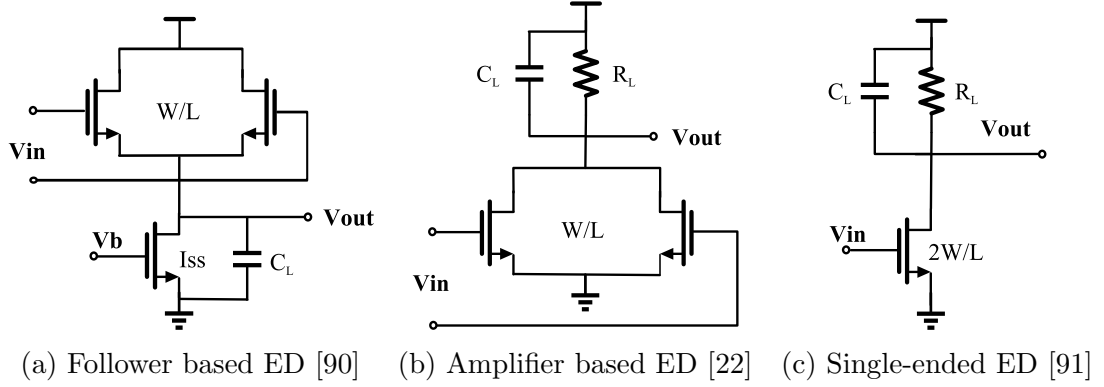 W/L
Vin
Vb
Iss
C_L
Vout
(a) Follower based ED [90]
C_L
R_L
Vout
W/L
Vin
(b) Amplifier based ED [22]
C_L
R_L
Vout
Vin
2W/L
(c) Single-ended ED [91]